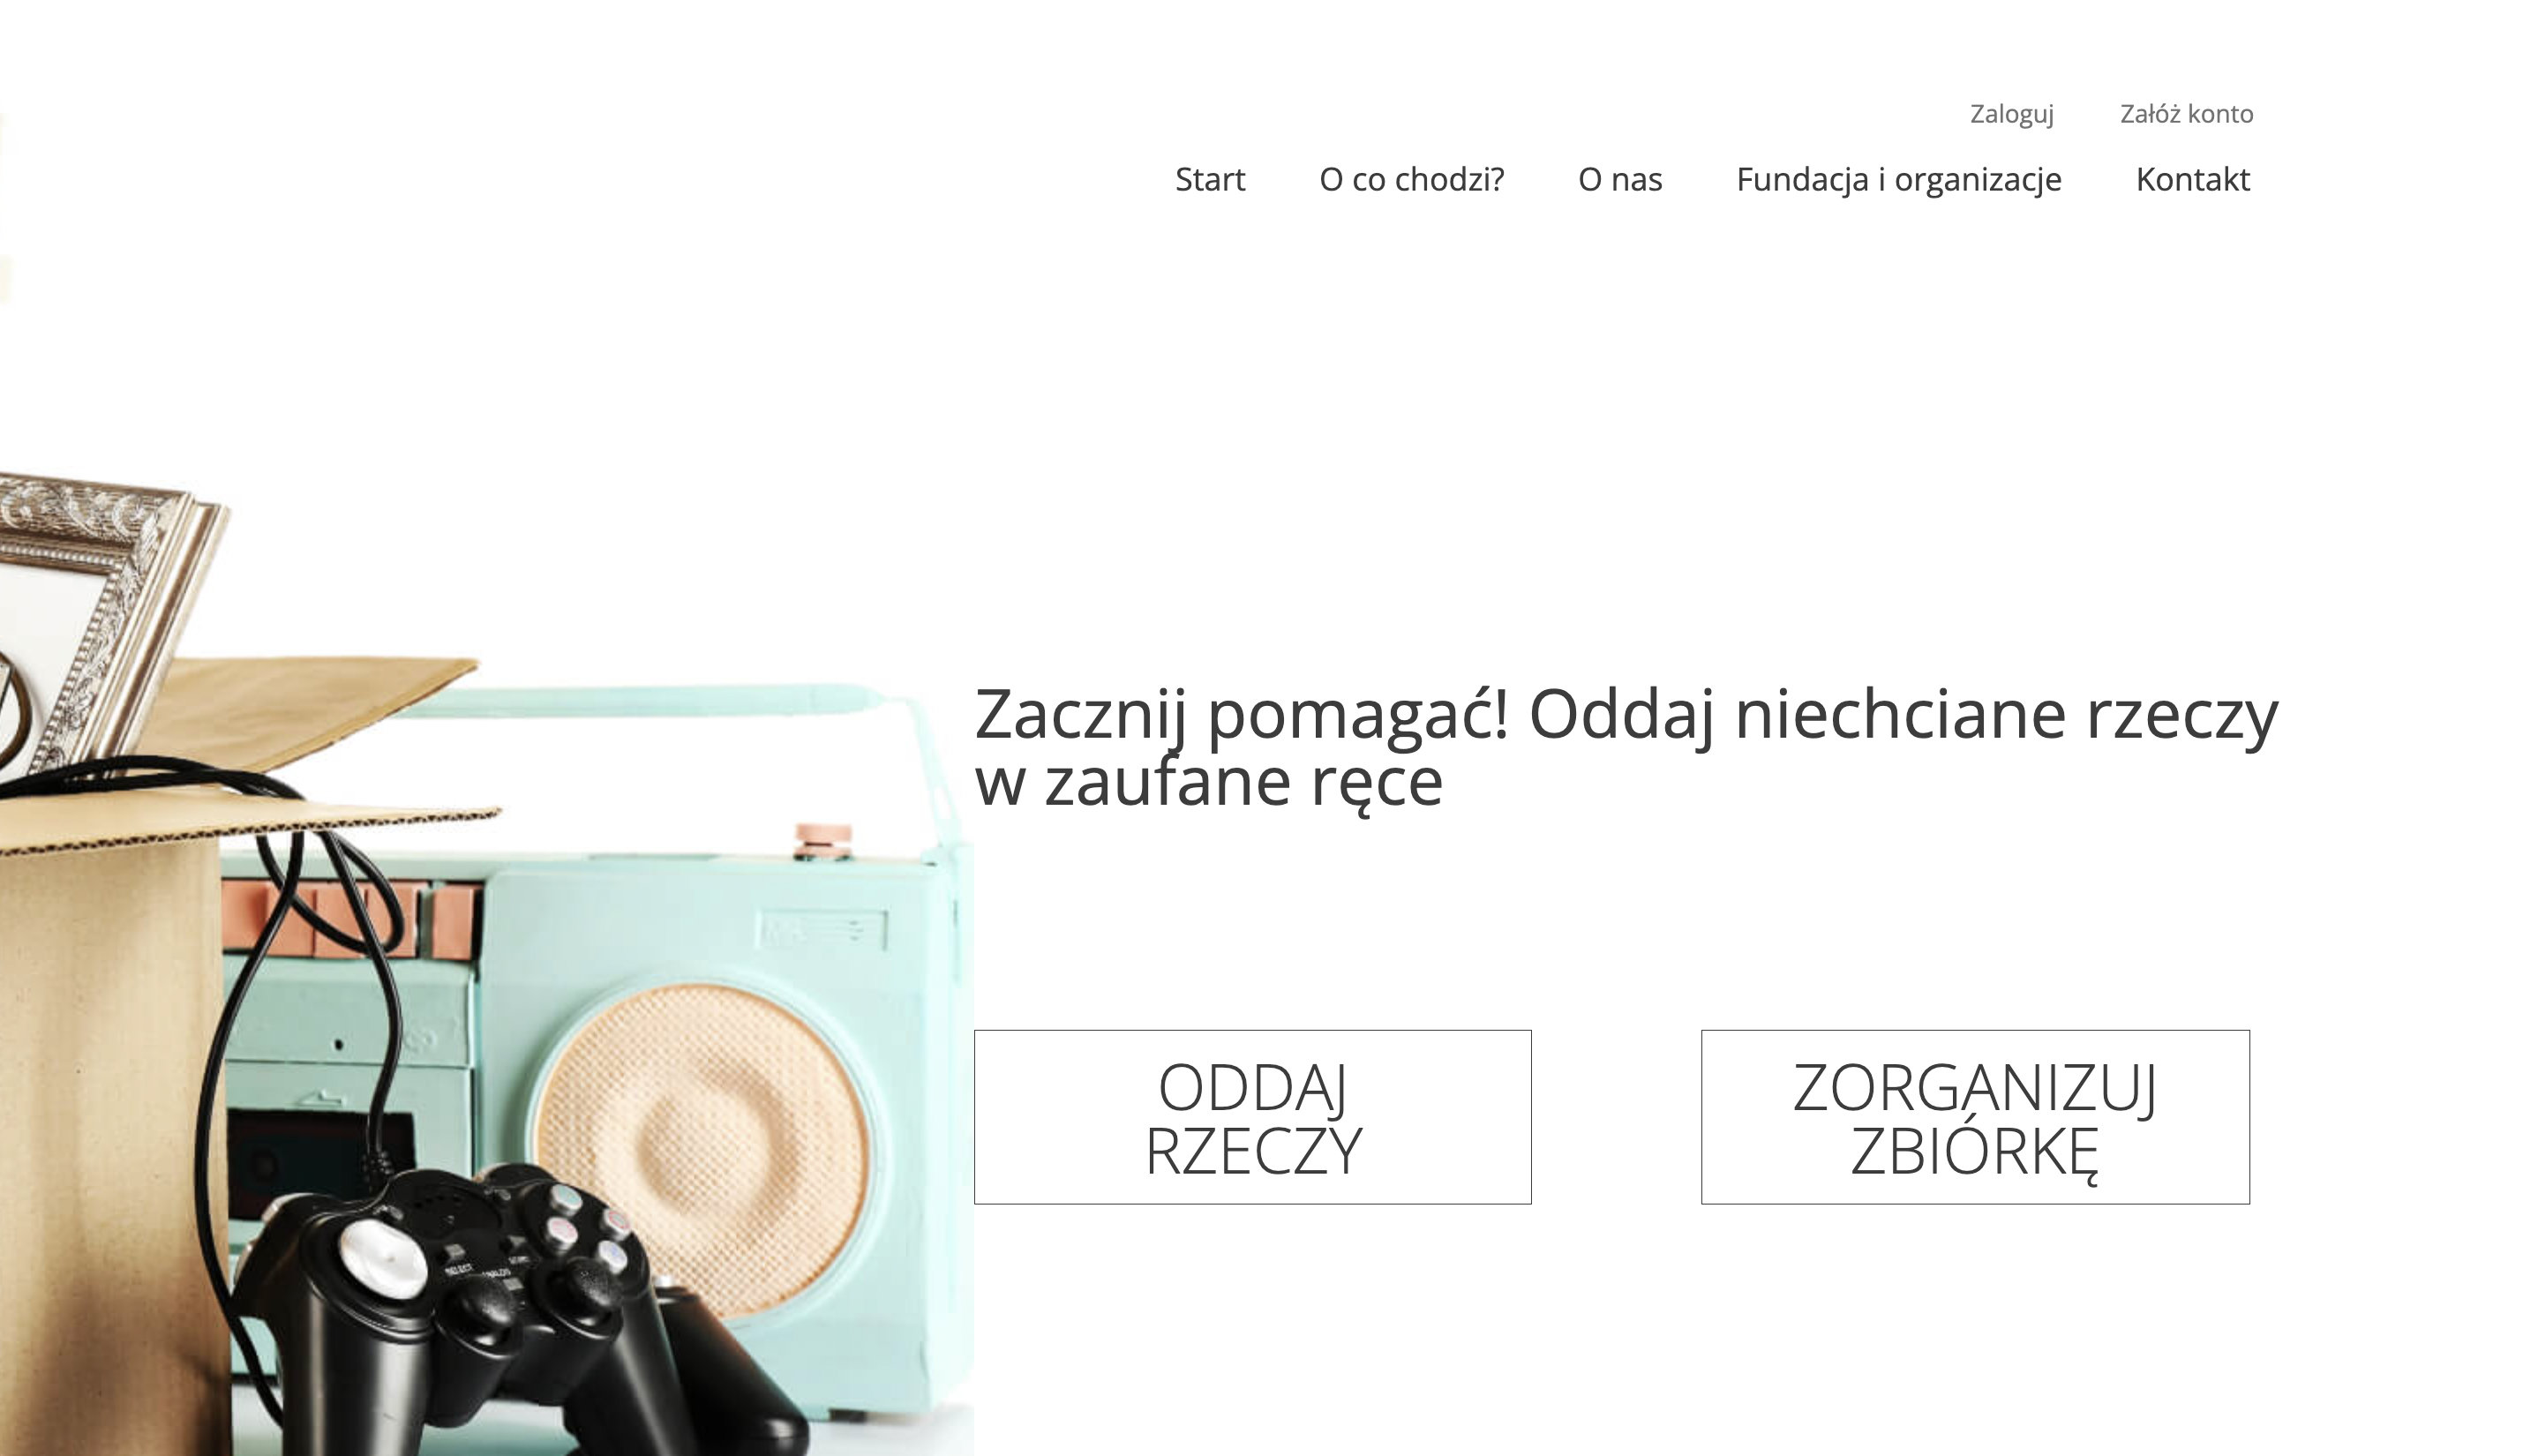 Zaloguj Załóż konto
Start O co chodzi? O nas Fundacja i organizacje Kontakt
Zacznij pomagać! Oddaj niechciane rzeczy
w zaufane ręce
ODDAJ
RZECZY
ZORGANIZUJ
ZBIÓRKĘ
SELECT